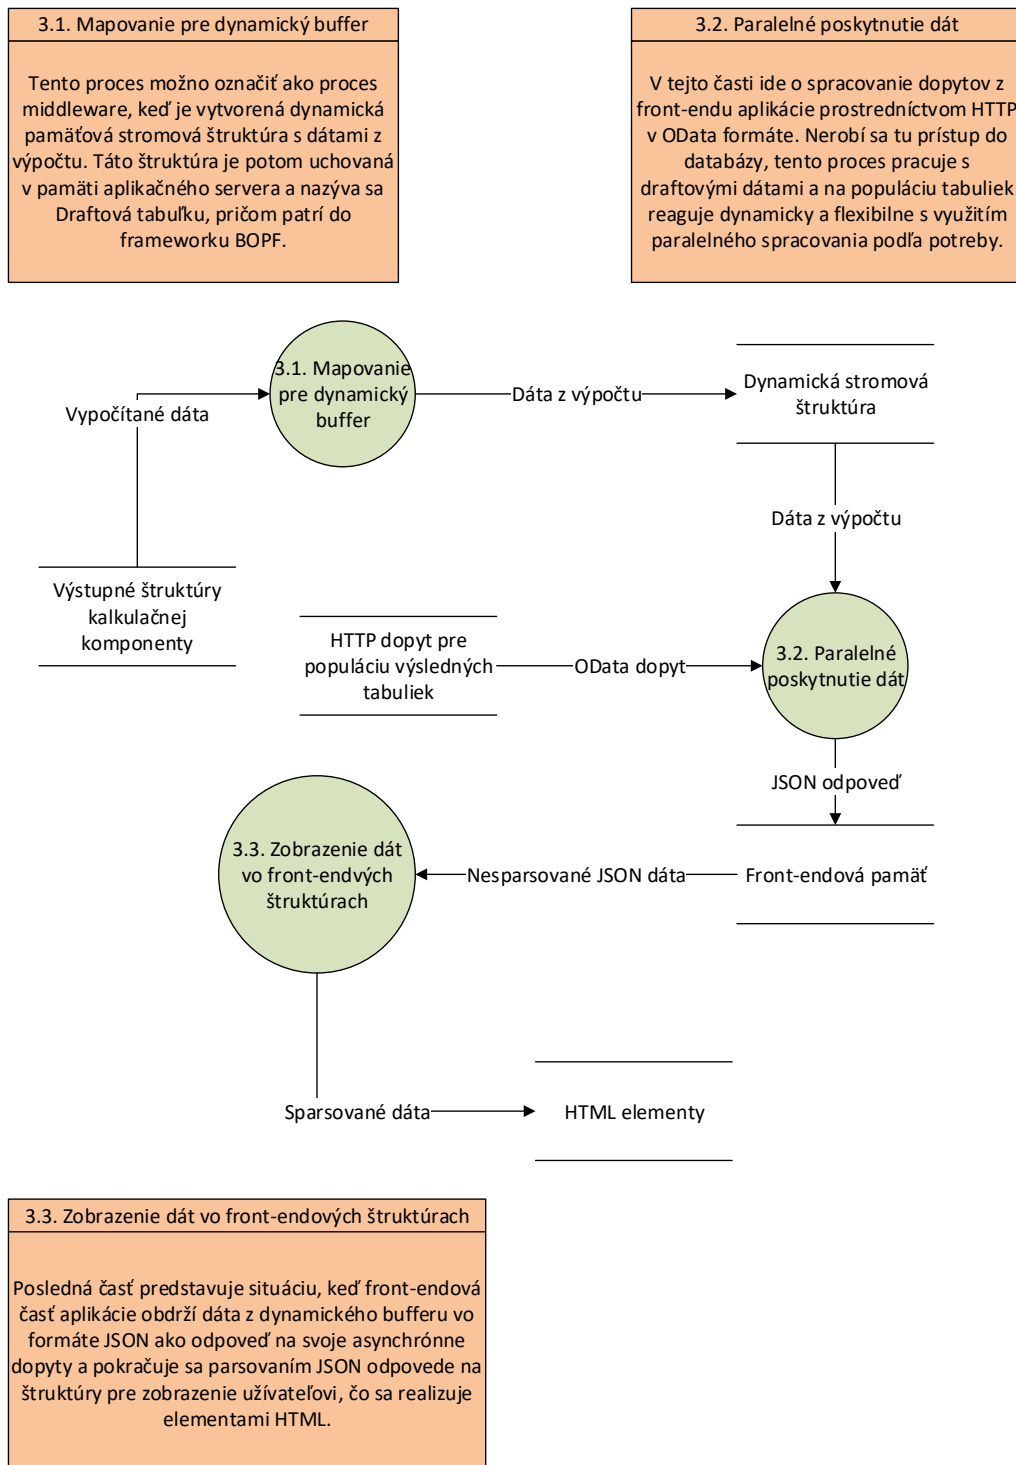 3.1. Mapovanie pre dynamický buffer
Tento proces možno označiť ako proces
middleware, keď je vytvorená dynamická
pamäťová stromová štruktúra s dátami z
výpočtu. Táto štruktúra je potom uchovaná
v pamäti aplikačného servera a nazýva sa
Draftová tabuľku, pričom patrí do
frameworku BOPF.
3.2. Paralelné poskytnutie dát
V tejto časti ide o spracovanie dopytov z
front-endu aplikácie prostredníctvom HTTP
v OData formáte. Nerobí sa tu prístup do
databázy, tento proces pracuje s
draftovými dátami a na populáciu tabuliek
reaguje dynamicky a flexibilne s využitím
paralelného spracovania podľa potreby.
3.1. Mapovanie
pre dynamický
buffer
Dáta z výpočtu
Dynamická stromová
štruktúra
Vypočítané dáta
Dáta z výpočtu
Výstupné štruktúry
kalkulačnej
komponenty
HTTP dopyt pre
populáciu výsledných
tabuliek
OData dopyt
3.2. Paralelné
poskytnutie dát
JSON odpoveď
3.3. Zobrazenie dát
vo front-endvých
štruktúrach
Nesparsované JSON dáta
Front-endová pamäť
Sparsované dáta
HTML elementy
3.3. Zobrazenie dát vo front-endových štruktúrach
Posledná časť predstavuje situáciu, keď front-endová
časť aplikácie obdrží dáta z dynamického bufferu vo
formáte JSON ako odpoveď na svoje asynchrónne
dopyty a pokračuje sa parsovaním JSON odpovede na
štruktúry pre zobrazenie užívateľovi, čo sa realizuje
elementami HTML.